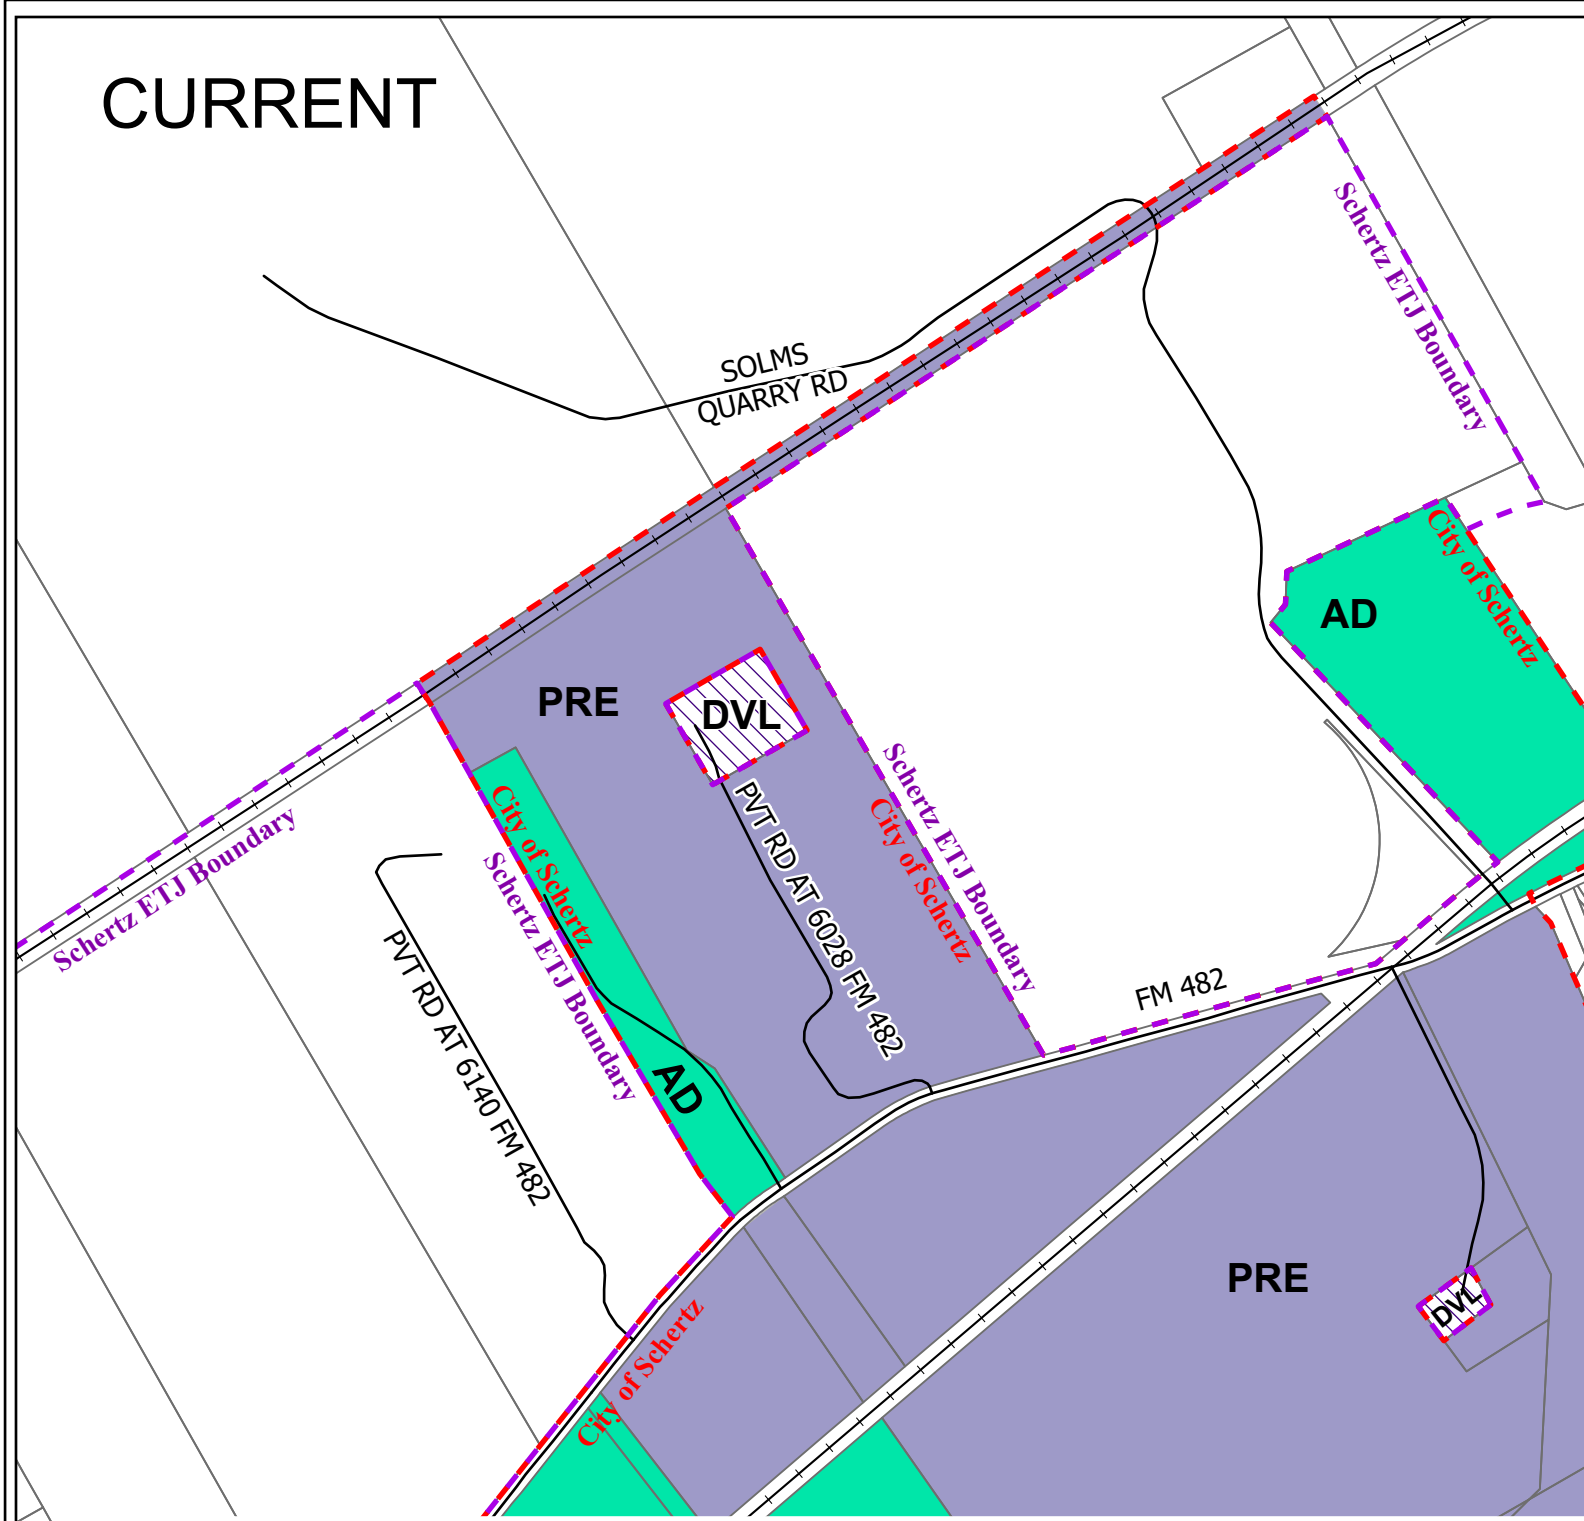 CURRENT
Schertz ETJ Boundary
SOLMS
QUARRY RD
City of Schertz
AD
PRE
DVL
Schertz ETJ Boundary
City of Schertz
City of Schertz
Schertz ETJ Boundary
PVT RD AT 6028 FM 482
Schertz ETJ Boundary
PVT RD AT 6140 FM 482
FM 482
AD
PRE
DVL
City of Schertz